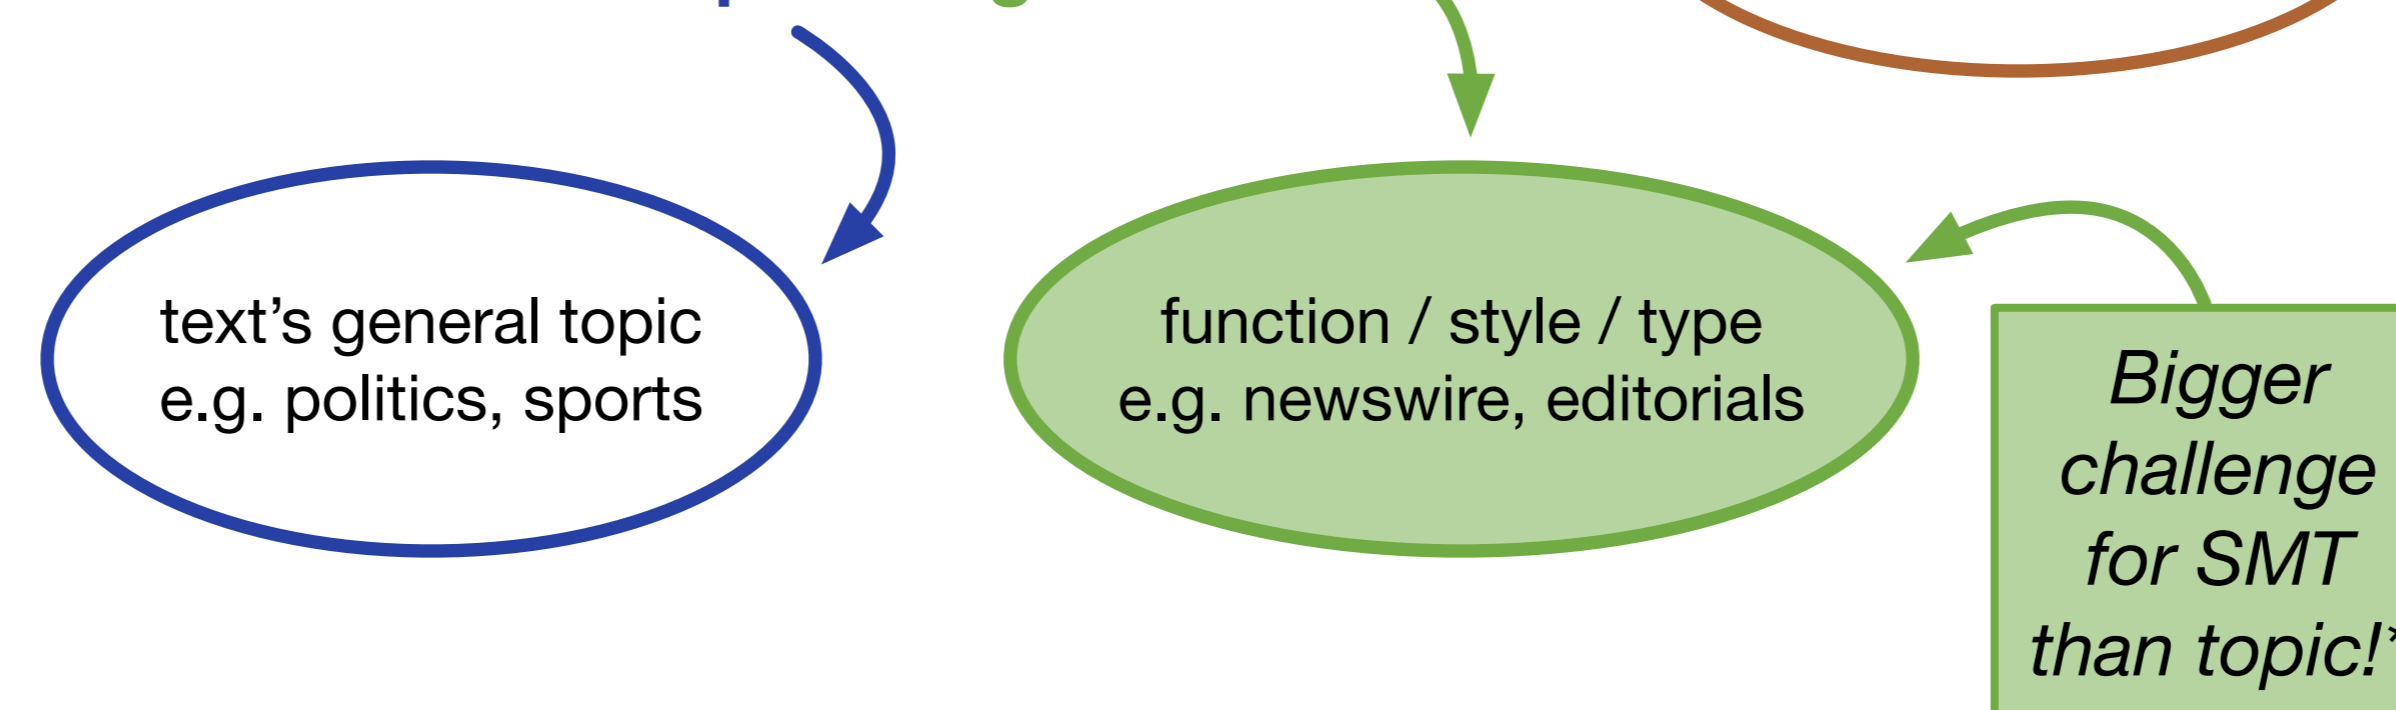 text’s general topic
e.g. politics, sports
function / style / type
e.g. newswire, editorials
Bigger
challenge
for SMT
than topic!*